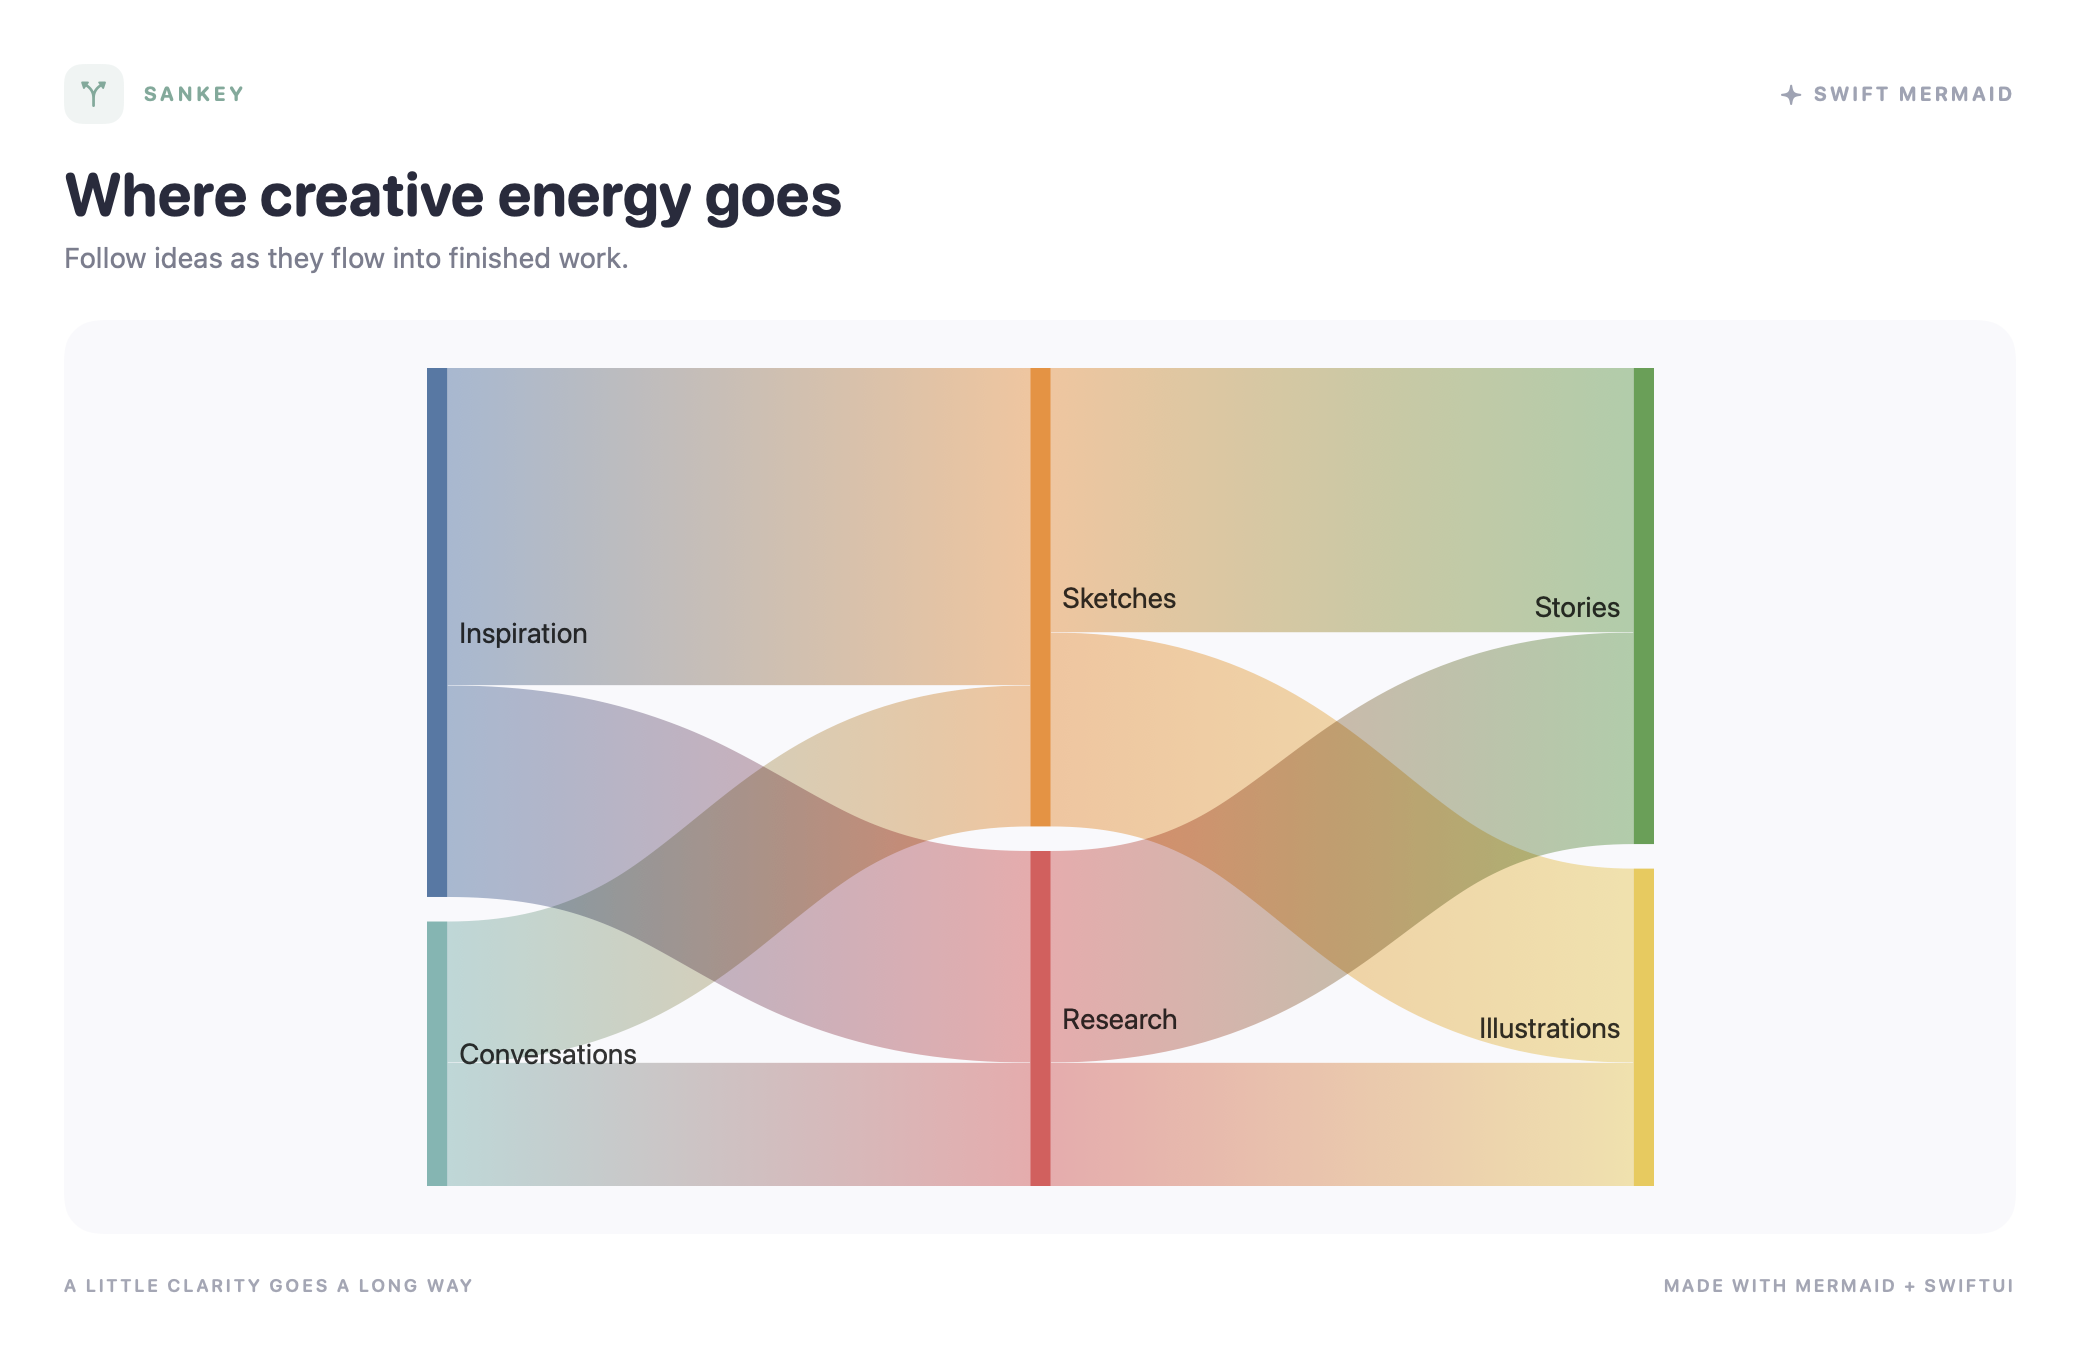 SANKEY
SWIFT MERMAID
Where creative energy goes
Follow ideas as they flow into finished work.
Sketches
Stories
Inspiration
Research
Illustrations
Conversations
A LITTLE CLARITY GOES A LONG WAY
MADE WITH MERMAID + SWIFTUI